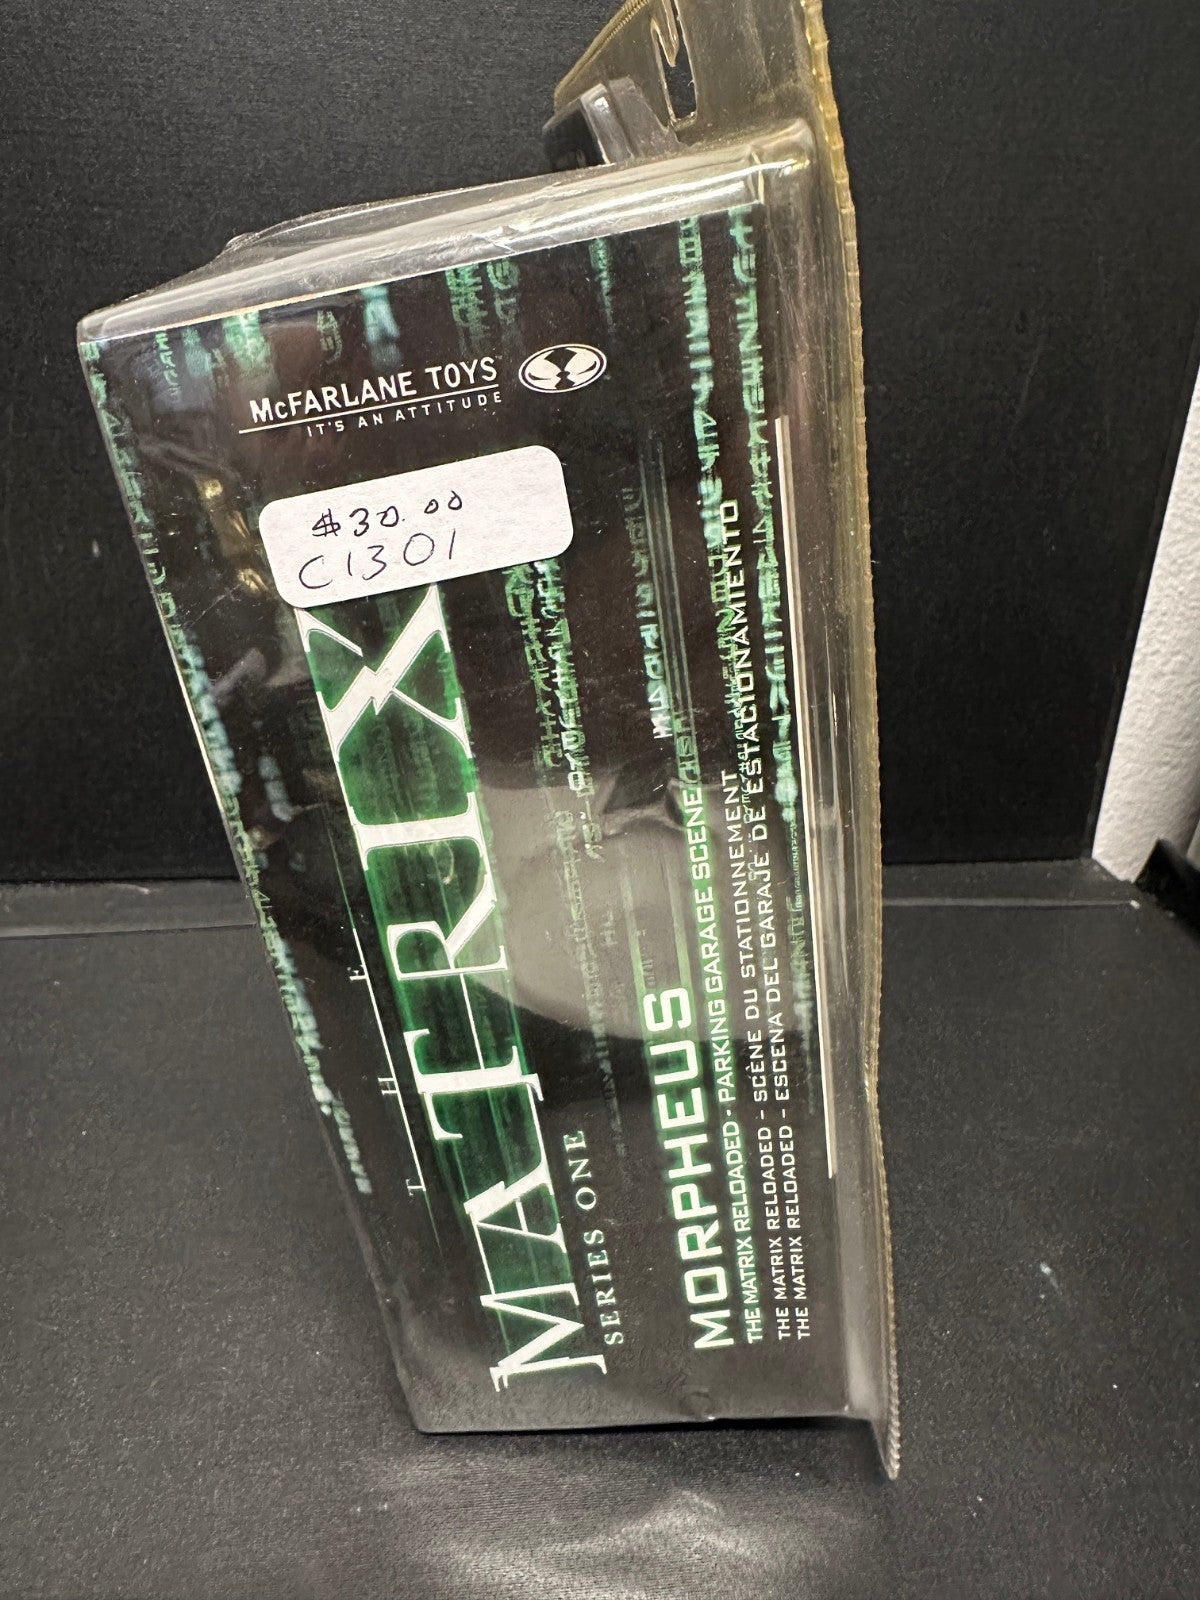 McFARLANE TOYS
IT'S AN ATTITUDE
$30.00
C1301
THE
MATRIX
SERIES ONE
MORPHEUS
THE MATRIX RELOADED - PARKING GARAGE SCENE
THE MATRIX RELOADED - SCÈNE DU STATIONNEMENT
THE MATRIX RELOADED - ESCENA DEL GARAJE DE ESTACIONAMIENTO